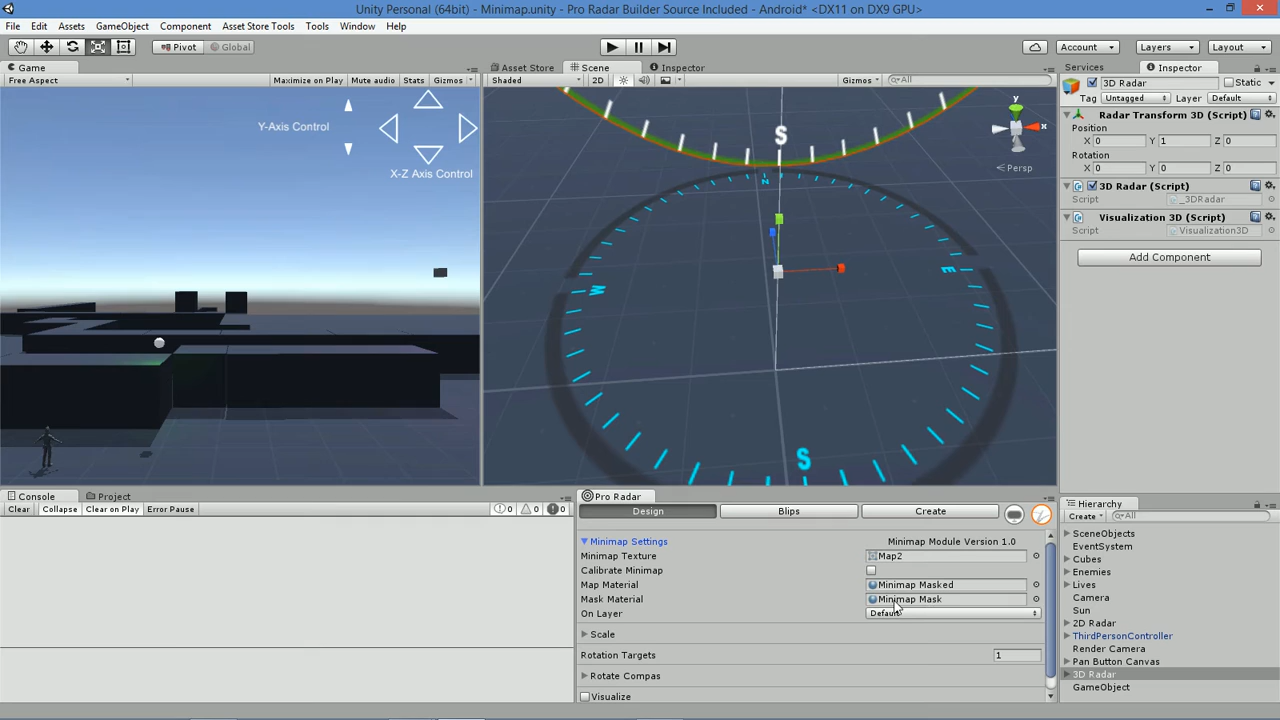 Unity Personal (64bit) - Minimap.unity - Pro Radar Builder Source Included - Android* <DX11 on DX9 GPU>
File Edit Assets GameObject Component Asset Store Tools Tools Window Help
Pivot Global Account Layers Layout
Game
Free Aspect Maximize on Play Mute audio Stats Gizmos
Y-Axis Control
X-Z Axis Control
Asset Store Scene Inspector
Shaded 2D Gizmos All
S
N
W
E
S
y
x
Persp
Services Inspector
3D Radar Static
Tag Untagged Layer Default
Radar Transform 3D (Script)
Position
X 0 Y 1 Z 0
Rotation
X 0 Y 0 Z 0
3D Radar (Script)
Script _3DRadar
Visualization 3D (Script)
Script Visualization3D
Add Component
Console Project
Clear Collapse Clear on Play Error Pause 0 0 0
Pro Radar
Design Blips Create
Minimap Settings Minimap Module Version 1.0
Minimap Texture Map2
Calibrate Minimap
Map Material Minimap Masked
Mask Material Minimap Mask
On Layer Default
Scale
Rotation Targets 1
Rotate Compas
Visualize
Hierarchy
Create All
SceneObjects
EventSystem
Cubes
Enemies
Lives
Camera
Sun
2D Radar
ThirdPersonController
Render Camera
Pan Button Canvas
3D Radar
GameObject